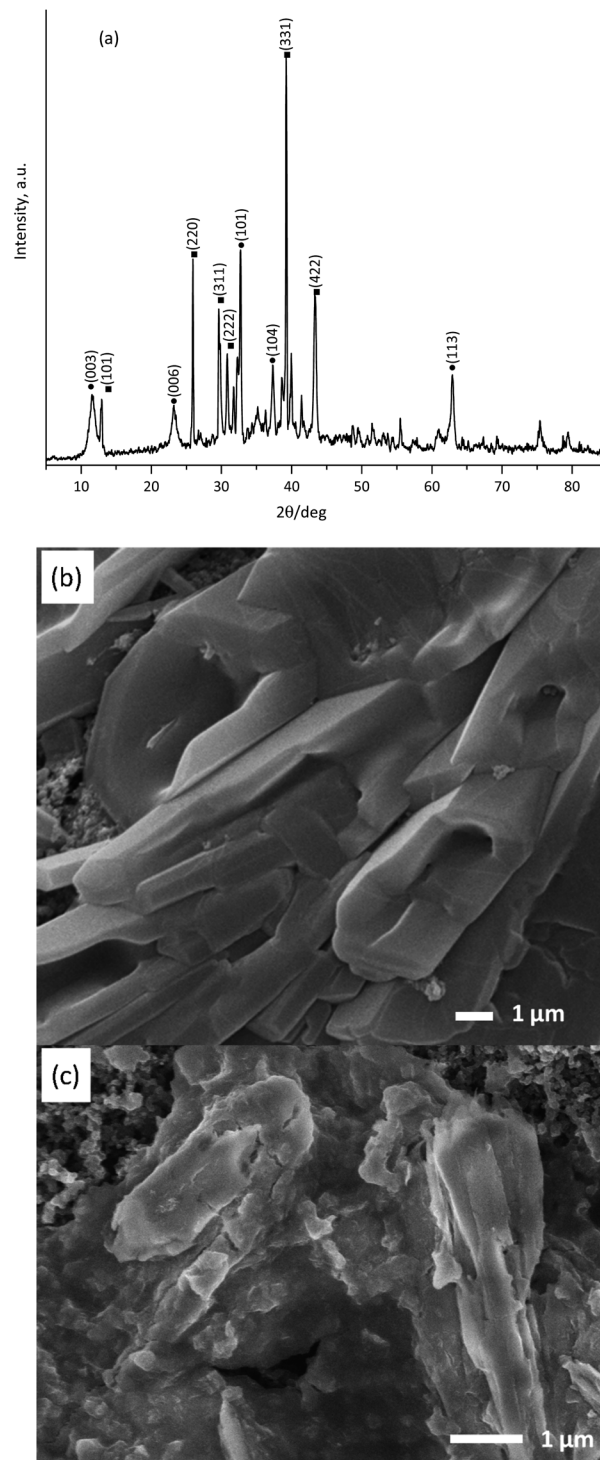 (a)
(331)
(101)
(220)
(422)
(311)
(222)
(104)
(003)
(101)
(006)
(113)
Intensity, a.u.
10 20 30 40 50 60 70 80
2θ/deg
(b)
1 μm
(c)
1 μm